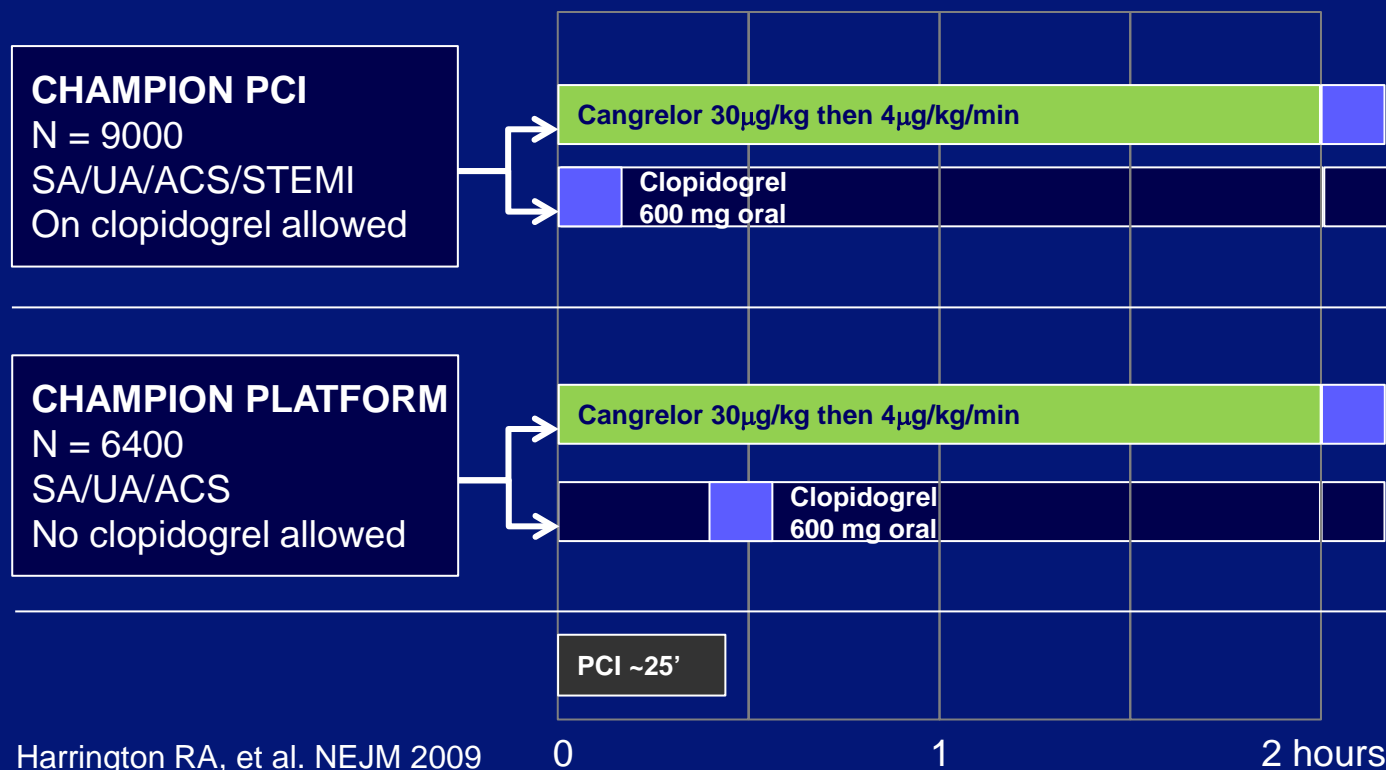 CHAMPION PCI
N = 9000
SA/UA/ACS/STEMI
On clopidogrel allowed
Cangrelor 30μg/kg then 4μg/kg/min
Clopidogrel
600 mg oral
CHAMPION PLATFORM
N = 6400
SA/UA/ACS
No clopidogrel allowed
Cangrelor 30μg/kg then 4μg/kg/min
Clopidogrel
600 mg oral
PCI ~25’
Harrington RA, et al. NEJM 2009
0 1 2 hours